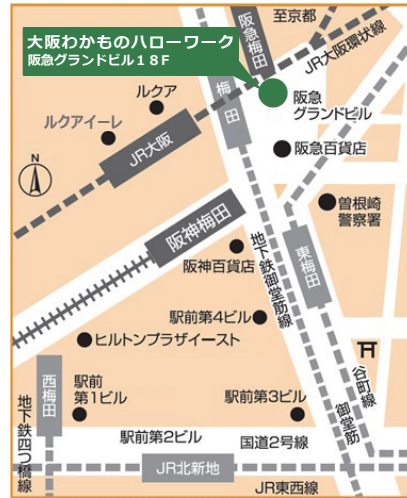 至京都
阪急梅田
JR大阪環状線
大阪わかものハローワーク
阪急グランドビル18F
梅田
阪急
グランドビル
ルクア
ルクアイーレ
JR大阪
阪急百貨店
N
曽根崎
警察署
阪神梅田
阪神百貨店
地下鉄御堂筋線
東梅田
駅前第4ビル
ヒルトンプラザイースト
西梅田
駅前
第1ビル
駅前第3ビル
谷町線
御堂筋
地下鉄四つ橋線
駅前第2ビル
国道2号線
JR北新地
JR東西線